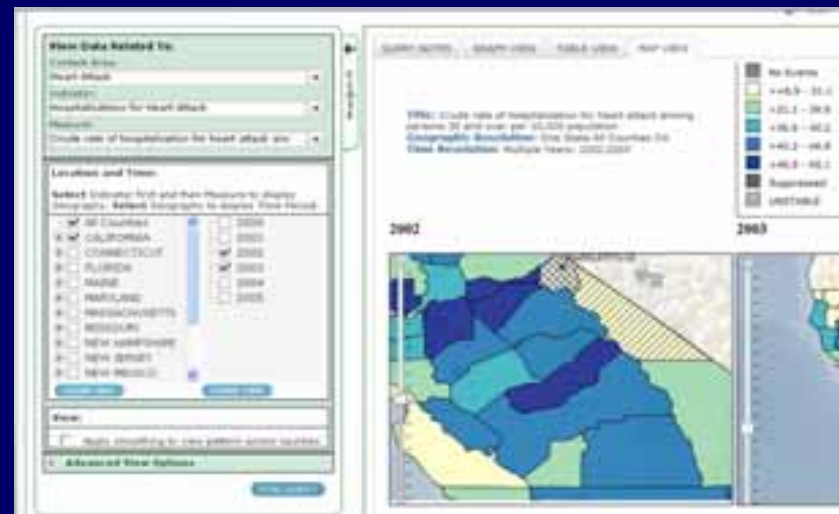 View Data Related To:
Content Area:
Heart Attack
Indicator:
Hospitalizations for Heart Attack
Measure:
Crude rate of hospitalization for heart attack am
Location and Time:
Select Indicator first and then Measure to display
Geography. Select Geography to display Time Period
All Counties
CALIFORNIA
CONNECTICUT
FLORIDA
MAINE
MARYLAND
MASSACHUSETTS
MISSOURI
NEW HAMPSHIRE
NEW JERSEY
NEW MEXICO
2000
2001
2002
2003
2004
2005
View:
Apply smoothing to view pattern across counties
Advanced View Options
QUERY NOTES GRAPH VIEW TABLE VIEW MAP VIEW
TITLE: Crude rate of hospitalization for heart attack among
persons 35 and over per 10,000 population
Geographic Resolution: One State All Counties CA
Time Resolution: Multiple Years: 2002,2003
No Events
Suppressed
UNSTABLE
2002
2003